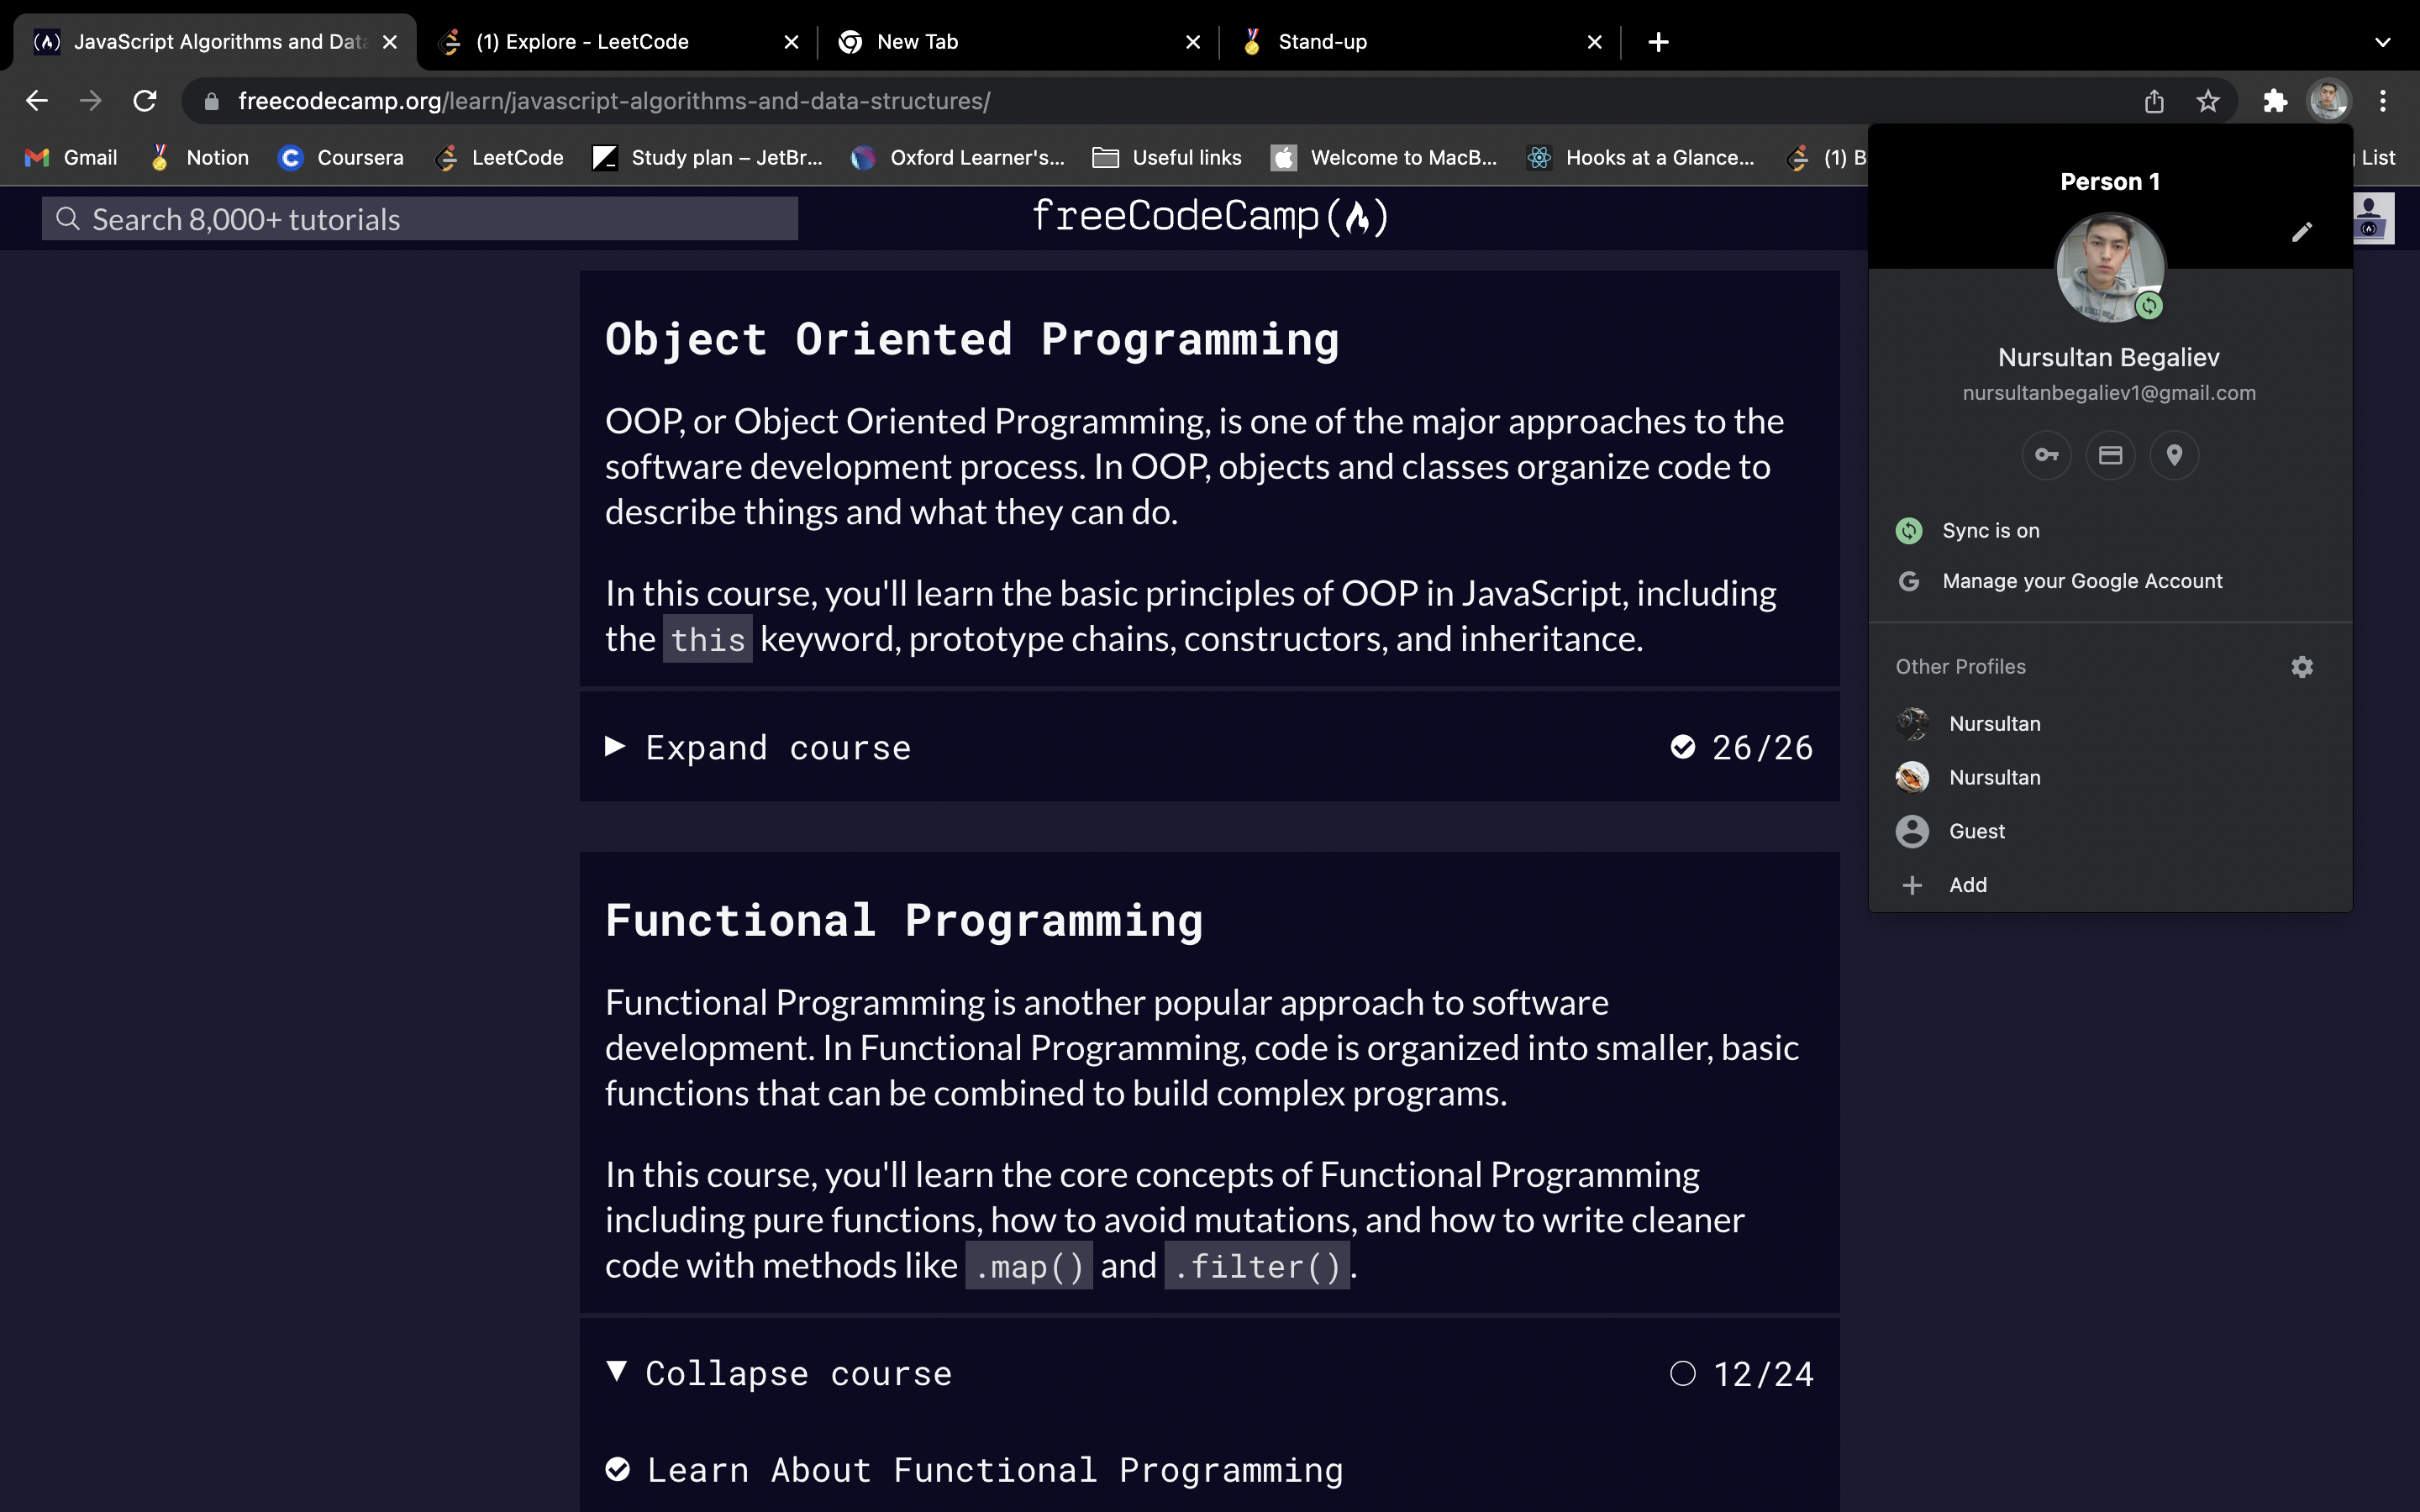 JavaScript Algorithms and Dat
(1) Explore - LeetCode
New Tab
Stand-up
freecodecamp.org/learn/javascript-algorithms-and-data-structures/
Gmail
Notion
Coursera
LeetCode
Study plan – JetBr...
Oxford Learner's...
Useful links
Welcome to MacB...
Hooks at a Glance...
(1) B
List
Search 8,000+ tutorials
freeCodeCamp
Object Oriented Programming
OOP, or Object Oriented Programming, is one of the major approaches to the
software development process. In OOP, objects and classes organize code to
describe things and what they can do.
In this course, you'll learn the basic principles of OOP in JavaScript, including
the this keyword, prototype chains, constructors, and inheritance.
Expand course
26/26
Functional Programming
Functional Programming is another popular approach to software
development. In Functional Programming, code is organized into smaller, basic
functions that can be combined to build complex programs.
In this course, you'll learn the core concepts of Functional Programming
including pure functions, how to avoid mutations, and how to write cleaner
code with methods like .map() and .filter().
Collapse course
12/24
Learn About Functional Programming
Person 1
Nursultan Begaliev
nursultanbegaliev1@gmail.com
Sync is on
Manage your Google Account
Other Profiles
Nursultan
Nursultan
Guest
Add